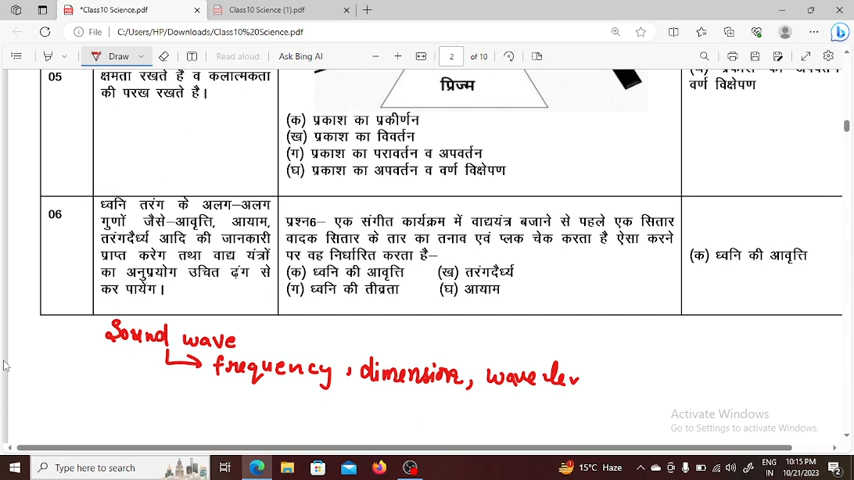 *Class10 Science.pdf
Class10 Science (1).pdf
C:/Users/HP/Downloads/Class10%20Science.pdf
Draw
Read aloud
Ask Bing AI
2
of 10
05
क्षमता रखते है व कलात्मकता
की परख रखते है।
प्रिज्म
वर्ण विक्षेपण
(क) प्रकाश का प्रकीर्णन
(ख) प्रकाश का विवर्तन
(ग) प्रकाश का परावर्तन व अपवर्तन
(घ) प्रकाश का अपवर्तन व वर्ण विक्षेपण
06
ध्वनि तरंग के अलग-अलग
गुणों जैसे-आवृत्ति, आयाम,
तरंगदैर्ध्य आदि की जानकारी
प्राप्त करेग तथा वाद्य यंत्रों
का अनुप्रयोग उचित ढ़ंग से
कर पायेंग।
प्रश्न6– एक संगीत कार्यक्रम में वाद्ययंत्र बजाने से पहले एक सितार
वादक सितार के तार का तनाव एवं प्लक चेक करता है ऐसा करने
पर वह निर्धारित करता है–
(क) ध्वनि की आवृत्ति (ख) तरंगदैर्ध्य
(ग) ध्वनि की तीव्रता (घ) आयाम
(क) ध्वनि की आवृत्ति
Sound wave
frequency, dimension, wave ler
Activate Windows
Go to Settings to activate Windows.
Type here to search
15°C Haze
ENG
IN
10:15 PM
10/21/2023
2